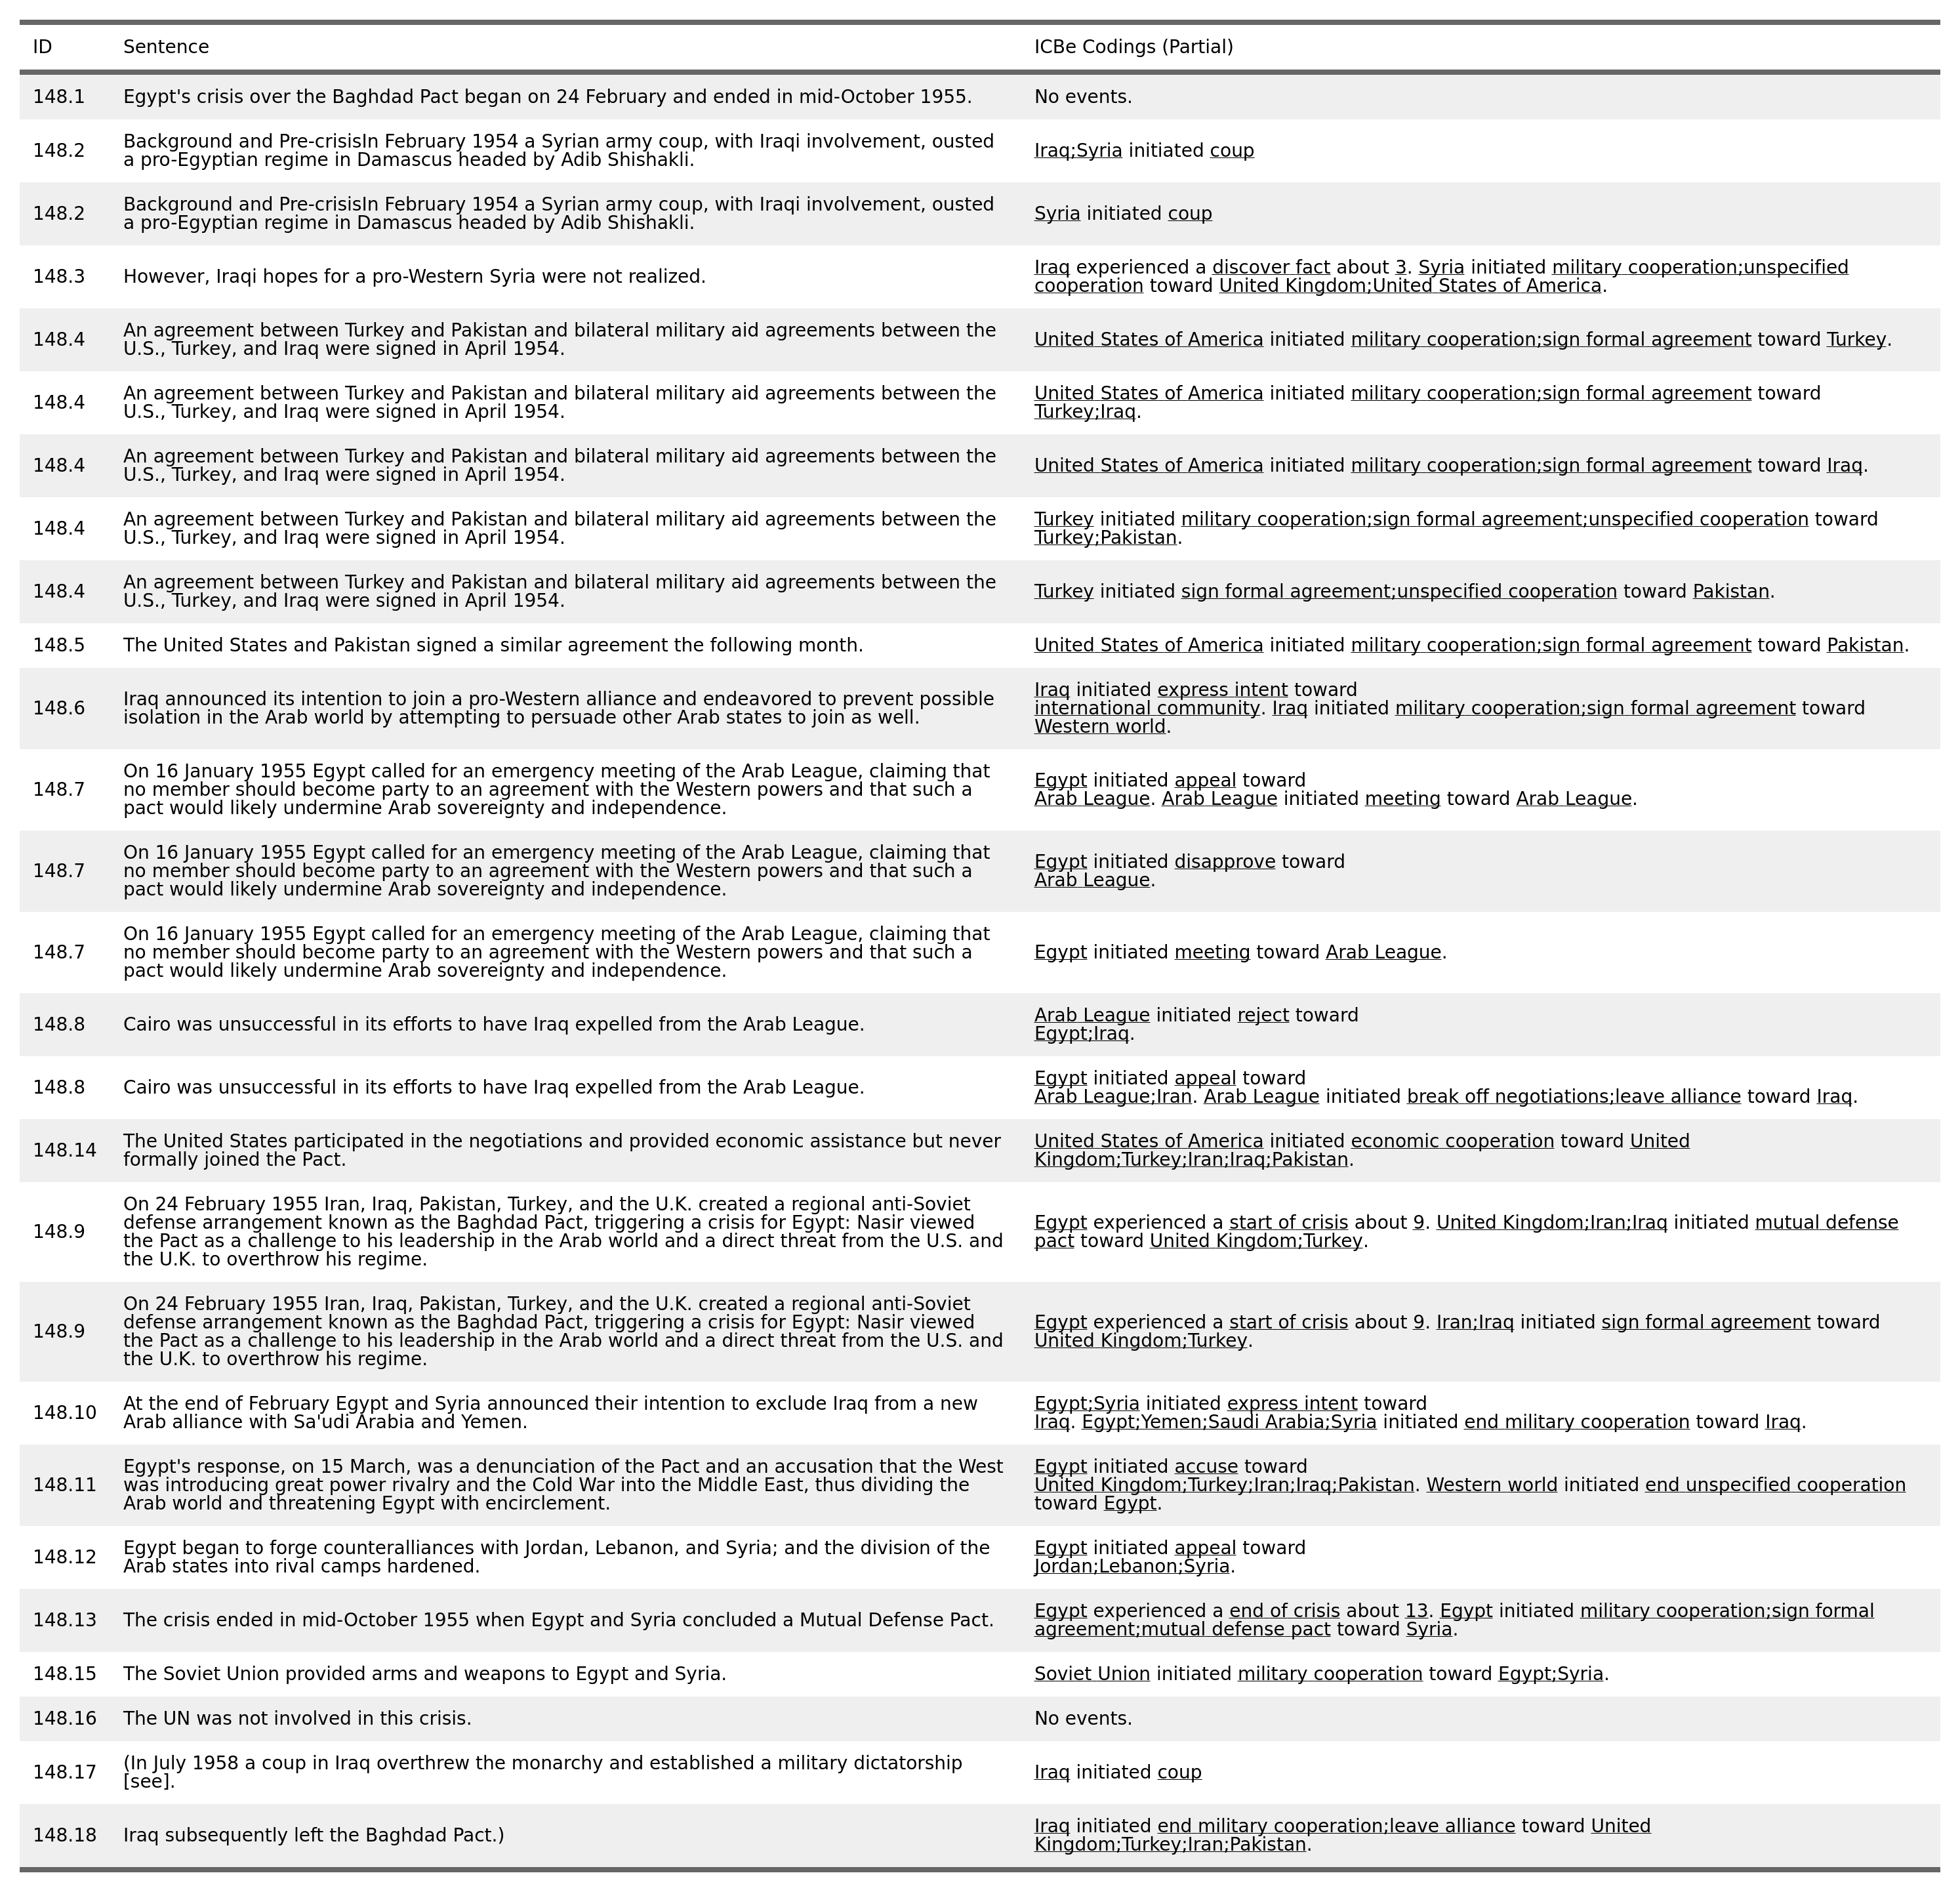 ID Sentence ICBe Codings (Partial)
148.1 Egypt's crisis over the Baghdad Pact began on 24 February and ended in mid-October 1955. No events.
148.2 Background and Pre-crisisIn February 1954 a Syrian army coup, with Iraqi involvement, ousted
a pro-Egyptian regime in Damascus headed by Adib Shishakli.
Iraq;Syria initiated coup
148.2 Background and Pre-crisisIn February 1954 a Syrian army coup, with Iraqi involvement, ousted
a pro-Egyptian regime in Damascus headed by Adib Shishakli.
Syria initiated coup
148.3 However, Iraqi hopes for a pro-Western Syria were not realized.
Iraq experienced a discover fact about 3. Syria initiated military cooperation;unspecified
cooperation toward United Kingdom;United States of America.
148.4 An agreement between Turkey and Pakistan and bilateral military aid agreements between the
U.S., Turkey, and Iraq were signed in April 1954.
United States of America initiated military cooperation;sign formal agreement toward Turkey.
148.4 An agreement between Turkey and Pakistan and bilateral military aid agreements between the
U.S., Turkey, and Iraq were signed in April 1954.
United States of America initiated military cooperation;sign formal agreement toward
Turkey;Iraq.
148.4 An agreement between Turkey and Pakistan and bilateral military aid agreements between the
U.S., Turkey, and Iraq were signed in April 1954.
United States of America initiated military cooperation;sign formal agreement toward Iraq.
148.4 An agreement between Turkey and Pakistan and bilateral military aid agreements between the
U.S., Turkey, and Iraq were signed in April 1954.
Turkey initiated military cooperation;sign formal agreement;unspecified cooperation toward
Turkey;Pakistan.
148.4 An agreement between Turkey and Pakistan and bilateral military aid agreements between the
U.S., Turkey, and Iraq were signed in April 1954.
Turkey initiated sign formal agreement;unspecified cooperation toward Pakistan.
148.5 The United States and Pakistan signed a similar agreement the following month.
United States of America initiated military cooperation;sign formal agreement toward Pakistan.
148.6 Iraq announced its intention to join a pro-Western alliance and endeavored to prevent possible
isolation in the Arab world by attempting to persuade other Arab states to join as well.
Iraq initiated express intent toward
international community. Iraq initiated military cooperation;sign formal agreement toward
Western world.
148.7 On 16 January 1955 Egypt called for an emergency meeting of the Arab League, claiming that
no member should become party to an agreement with the Western powers and that such a
pact would likely undermine Arab sovereignty and independence.
Egypt initiated appeal toward
Arab League. Arab League initiated meeting toward Arab League.
148.7 On 16 January 1955 Egypt called for an emergency meeting of the Arab League, claiming that
no member should become party to an agreement with the Western powers and that such a
pact would likely undermine Arab sovereignty and independence.
Egypt initiated disapprove toward
Arab League.
148.7 On 16 January 1955 Egypt called for an emergency meeting of the Arab League, claiming that
no member should become party to an agreement with the Western powers and that such a
pact would likely undermine Arab sovereignty and independence.
Egypt initiated meeting toward Arab League.
148.8 Cairo was unsuccessful in its efforts to have Iraq expelled from the Arab League.
Arab League initiated reject toward
Egypt;Iraq.
148.8 Cairo was unsuccessful in its efforts to have Iraq expelled from the Arab League.
Egypt initiated appeal toward
Arab League;Iran. Arab League initiated break off negotiations;leave alliance toward Iraq.
148.14 The United States participated in the negotiations and provided economic assistance but never
formally joined the Pact.
United States of America initiated economic cooperation toward United
Kingdom;Turkey;Iran;Iraq;Pakistan.
148.9 On 24 February 1955 Iran, Iraq, Pakistan, Turkey, and the U.K. created a regional anti-Soviet
defense arrangement known as the Baghdad Pact, triggering a crisis for Egypt: Nasir viewed
the Pact as a challenge to his leadership in the Arab world and a direct threat from the U.S. and
the U.K. to overthrow his regime.
Egypt experienced a start of crisis about 9. United Kingdom;Iran;Iraq initiated mutual defense
pact toward United Kingdom;Turkey.
148.9 On 24 February 1955 Iran, Iraq, Pakistan, Turkey, and the U.K. created a regional anti-Soviet
defense arrangement known as the Baghdad Pact, triggering a crisis for Egypt: Nasir viewed
the Pact as a challenge to his leadership in the Arab world and a direct threat from the U.S. and
the U.K. to overthrow his regime.
Egypt experienced a start of crisis about 9. Iran;Iraq initiated sign formal agreement toward
United Kingdom;Turkey.
148.10 At the end of February Egypt and Syria announced their intention to exclude Iraq from a new
Arab alliance with Sa'udi Arabia and Yemen.
Egypt;Syria initiated express intent toward
Iraq. Egypt;Yemen;Saudi Arabia;Syria initiated end military cooperation toward Iraq.
148.11 Egypt's response, on 15 March, was a denunciation of the Pact and an accusation that the West
was introducing great power rivalry and the Cold War into the Middle East, thus dividing the
Arab world and threatening Egypt with encirclement.
Egypt initiated accuse toward
United Kingdom;Turkey;Iran;Iraq;Pakistan. Western world initiated end unspecified cooperation
toward Egypt.
148.12 Egypt began to forge counteralliances with Jordan, Lebanon, and Syria; and the division of the
Arab states into rival camps hardened.
Egypt initiated appeal toward
Jordan;Lebanon;Syria.
148.13 The crisis ended in mid-October 1955 when Egypt and Syria concluded a Mutual Defense Pact.
Egypt experienced a end of crisis about 13. Egypt initiated military cooperation;sign formal
agreement;mutual defense pact toward Syria.
148.15 The Soviet Union provided arms and weapons to Egypt and Syria.
Soviet Union initiated military cooperation toward Egypt;Syria.
148.16 The UN was not involved in this crisis. No events.
148.17 (In July 1958 a coup in Iraq overthrew the monarchy and established a military dictatorship
[see].
Iraq initiated coup
148.18 Iraq subsequently left the Baghdad Pact.)
Iraq initiated end military cooperation;leave alliance toward United
Kingdom;Turkey;Iran;Pakistan.